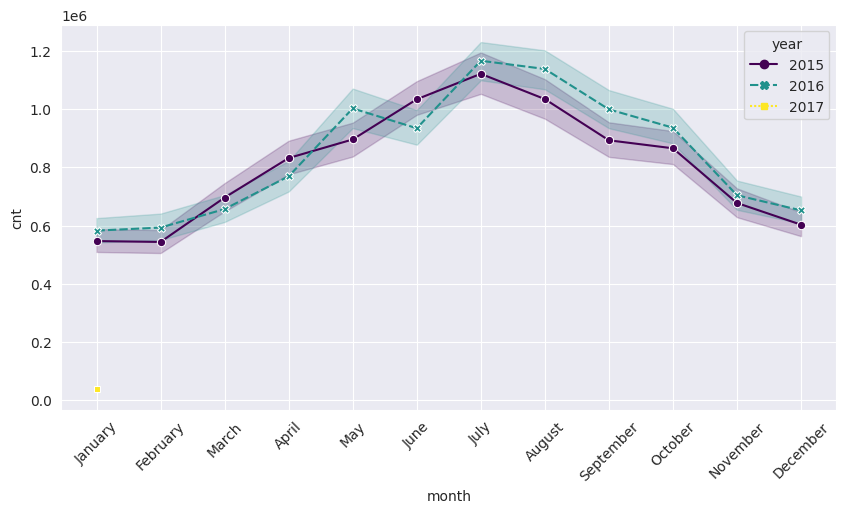 1e6
year
2015
2016
2017
1.2
1.0
0.8
0.6
0.4
0.2
0.0
cnt
January
February
March
April
May
June
July
August
September
October
November
December
month